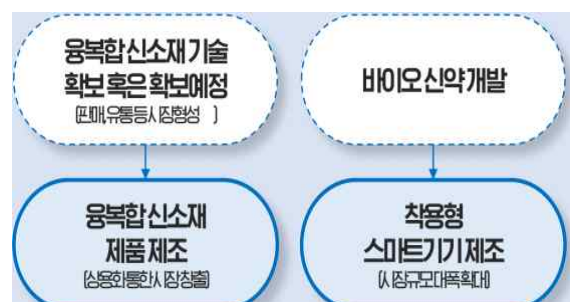 융복합 신소재 기술
확보 혹은 확보예정
(판매,유통 등 시장형성 )
바이오 신약 개발
융복합 신소재
제품 제조
(상용화 통한 시장 창출)
착용형
스마트기기 제조
(시장규모 대폭 확대)